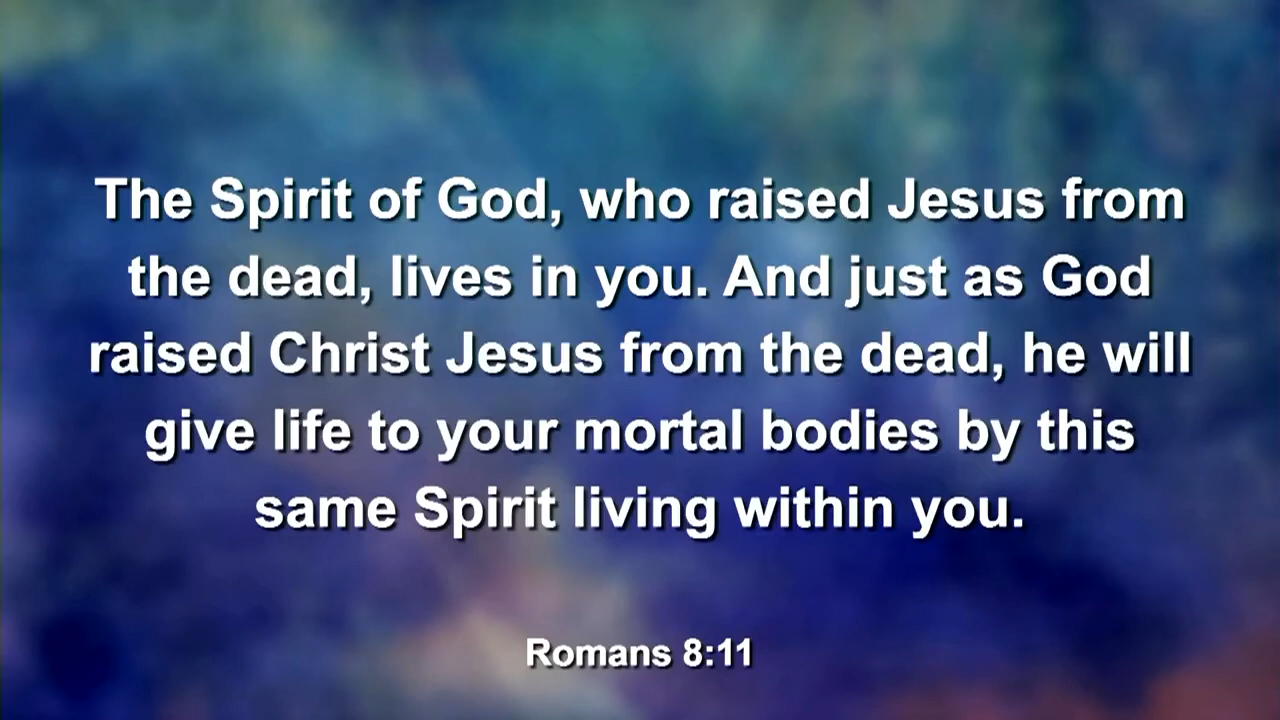 The Spirit of God, who raised Jesus from
the dead, lives in you. And just as God
raised Christ Jesus from the dead, he will
give life to your mortal bodies by this
same Spirit living within you.
Romans 8:11